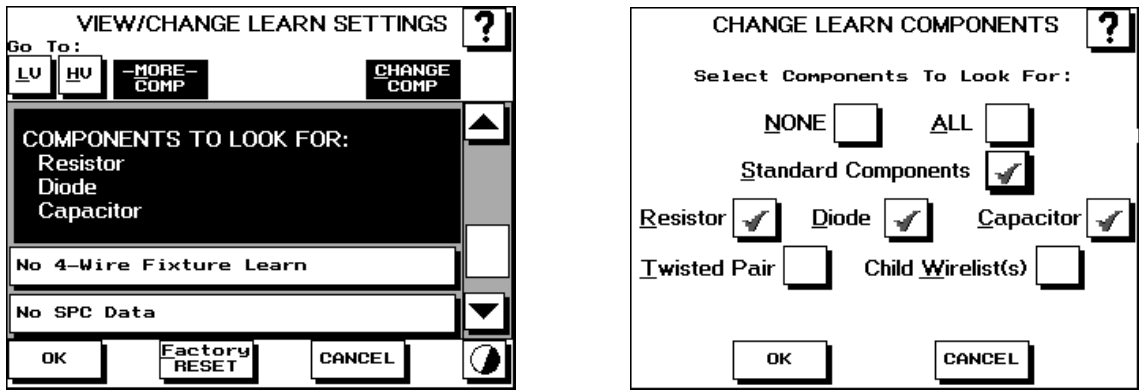 VIEW/CHANGE LEARN SETTINGS ?
Go To:
LV HV -MORE- COMP CHANGE COMP
COMPONENTS TO LOOK FOR:
Resistor
Diode
Capacitor
No 4-Wire Fixture Learn
No SPC Data
OK Factory RESET CANCEL
CHANGE LEARN COMPONENTS ?
Select Components To Look For:
NONE ALL
Standard Components
Resistor Diode Capacitor
Twisted Pair Child Wirelist(s)
OK CANCEL